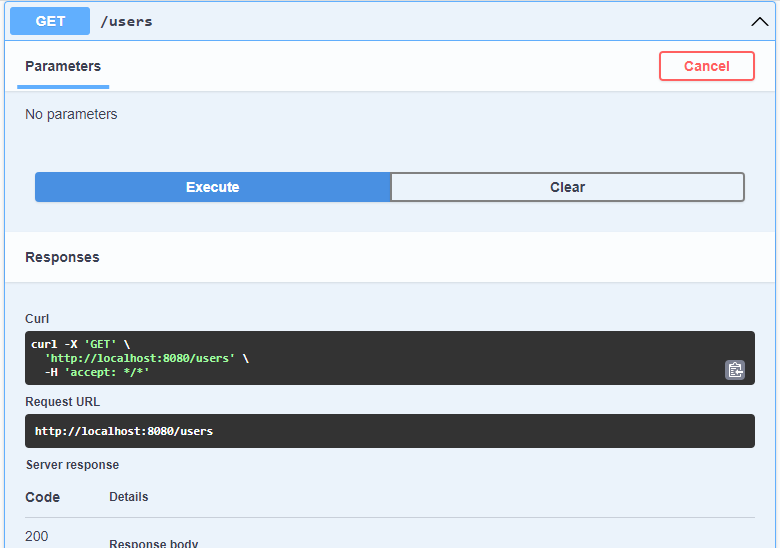 GET /users
Parameters Cancel
No parameters
Execute Clear
Responses
Curl
curl -X 'GET' \
  'http://localhost:8080/users' \
  -H 'accept: */*'
Request URL
http://localhost:8080/users
Server response
Code Details
200
Response body